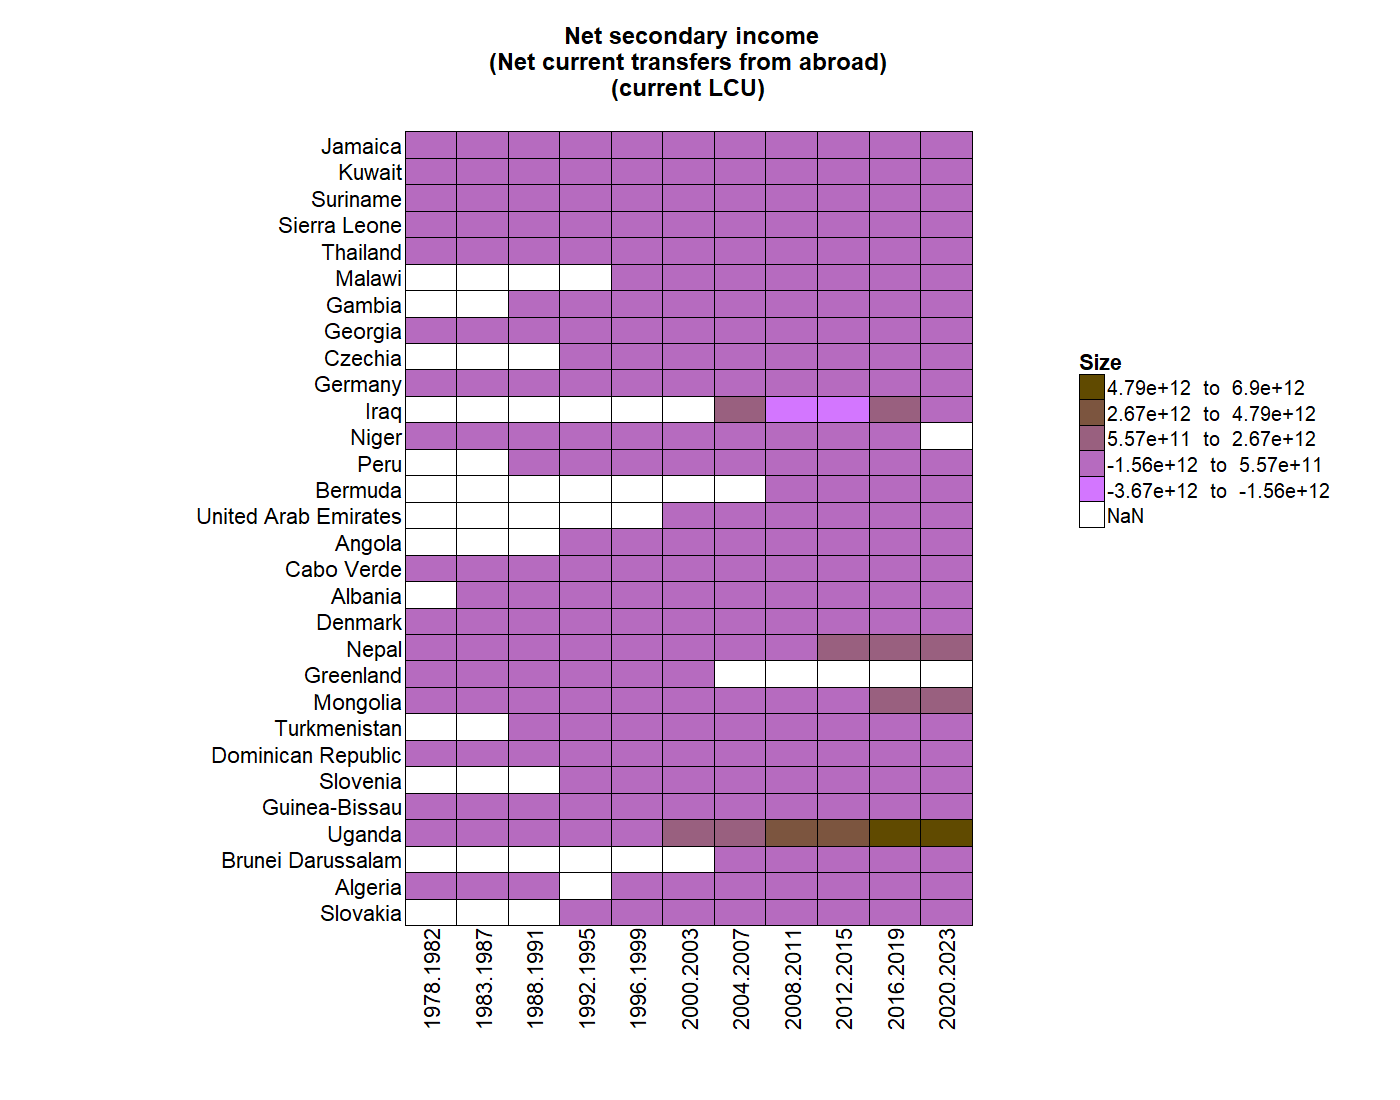 Net secondary income
(Net current transfers from abroad)
(current LCU)
Jamaica
Kuwait
Suriname
Sierra Leone
Thailand
Malawi
Gambia
Georgia
Czechia
Germany
Iraq
Niger
Peru
Bermuda
United Arab Emirates
Angola
Cabo Verde
Albania
Denmark
Nepal
Greenland
Mongolia
Turkmenistan
Dominican Republic
Slovenia
Guinea-Bissau
Uganda
Brunei Darussalam
Algeria
Slovakia
1978.1982
1983.1987
1988.1991
1992.1995
1996.1999
2000.2003
2004.2007
2008.2011
2012.2015
2016.2019
2020.2023
Size
4.79e+12 to 6.9e+12
2.67e+12 to 4.79e+12
5.57e+11 to 2.67e+12
-1.56e+12 to 5.57e+11
-3.67e+12 to -1.56e+12
NaN